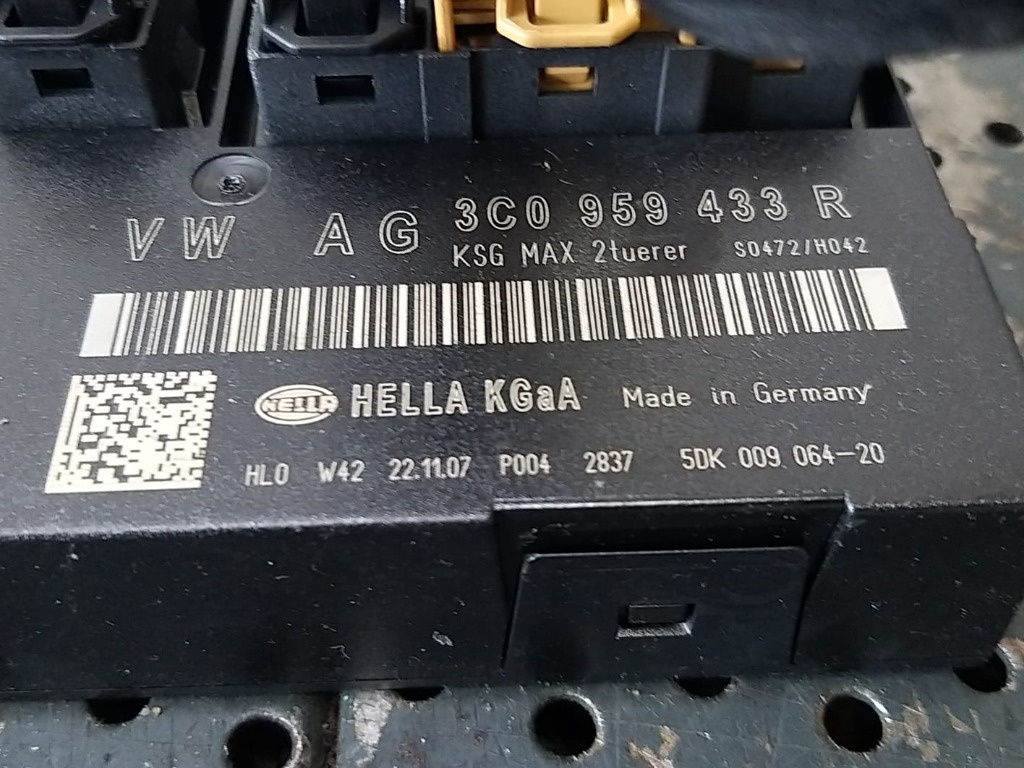 VW AG 3C0 959 433 R
KSG MAX 2tuerer S0472/H042
HELLA HELLA KGaA Made in Germany
HLO W42 22.11.07 P004 2837 5DK 009 064-20